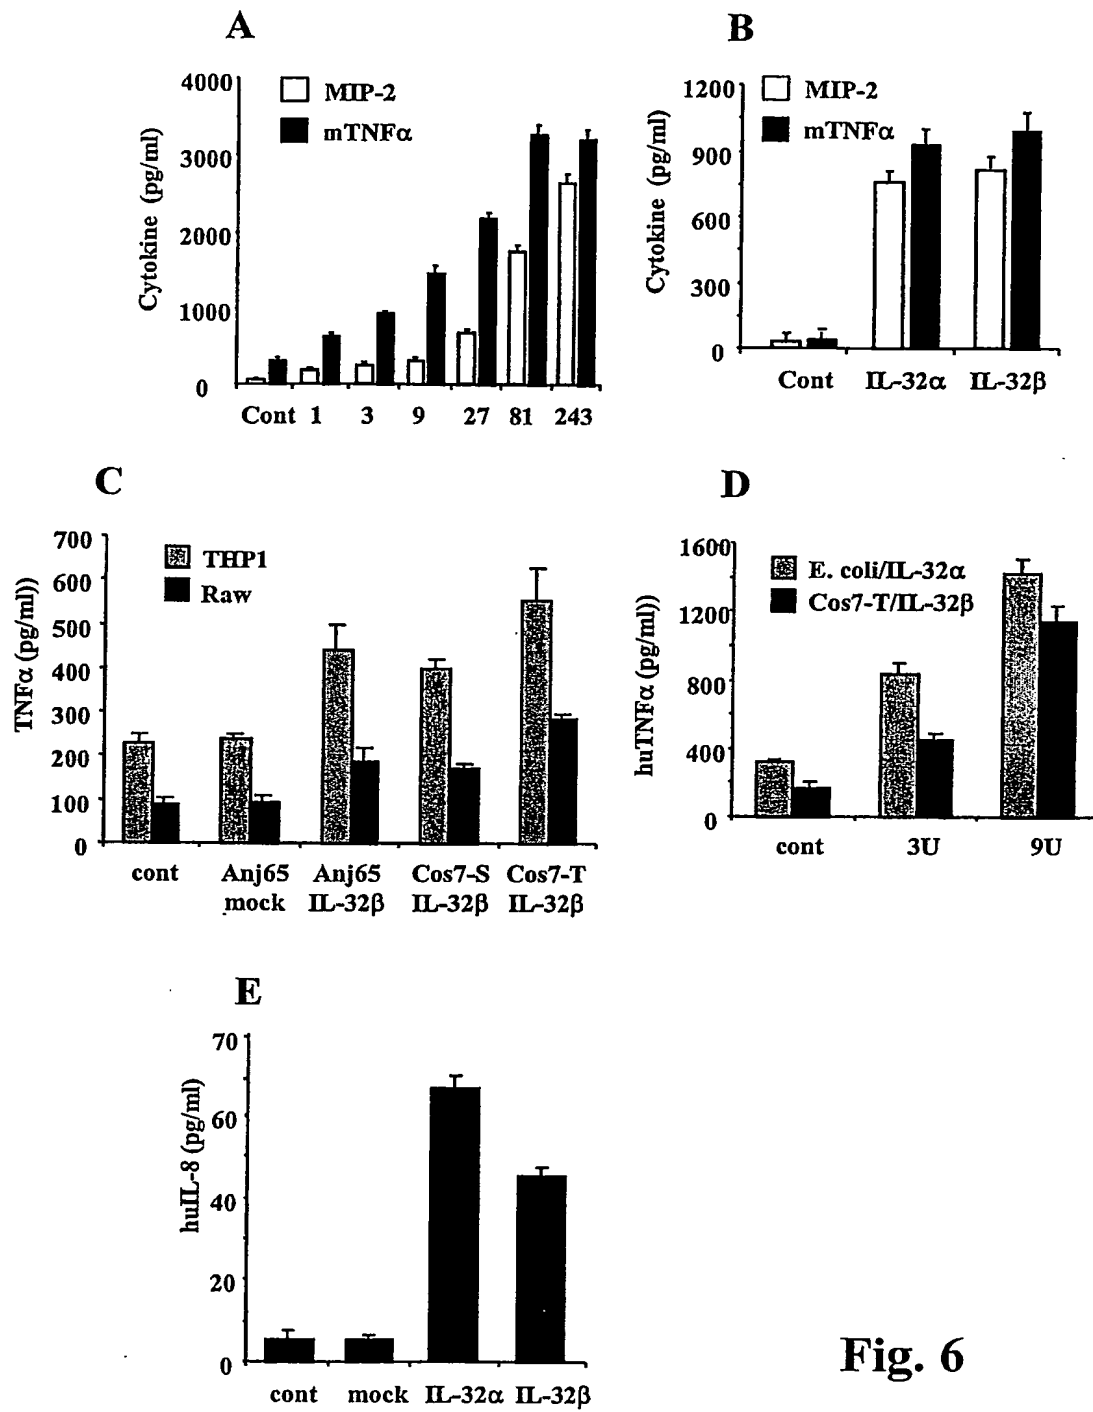 A
4000
3000
2000
1000
0
Cytokine (pg/ml)
MIP-2
mTNFα
Cont 1 3 9 27 81 243
B
1200
900
600
300
0
Cytokine (pg/ml)
MIP-2
mTNFα
Cont IL-32α IL-32β
C
700
600
500
400
300
200
100
0
TNFα (pg/ml))
THP1
Raw
cont Anj65 Anj65 Cos7-S Cos7-T
mock IL-32β IL-32β IL-32β
D
1600
1200
800
400
0
huTNFα (pg/ml))
E. coli/IL-32α
Cos7-T/IL-32β
cont 3U 9U
E
70
60
40
20
0
huIL-8 (pg/ml)
cont mock IL-32α IL-32β
Fig. 6